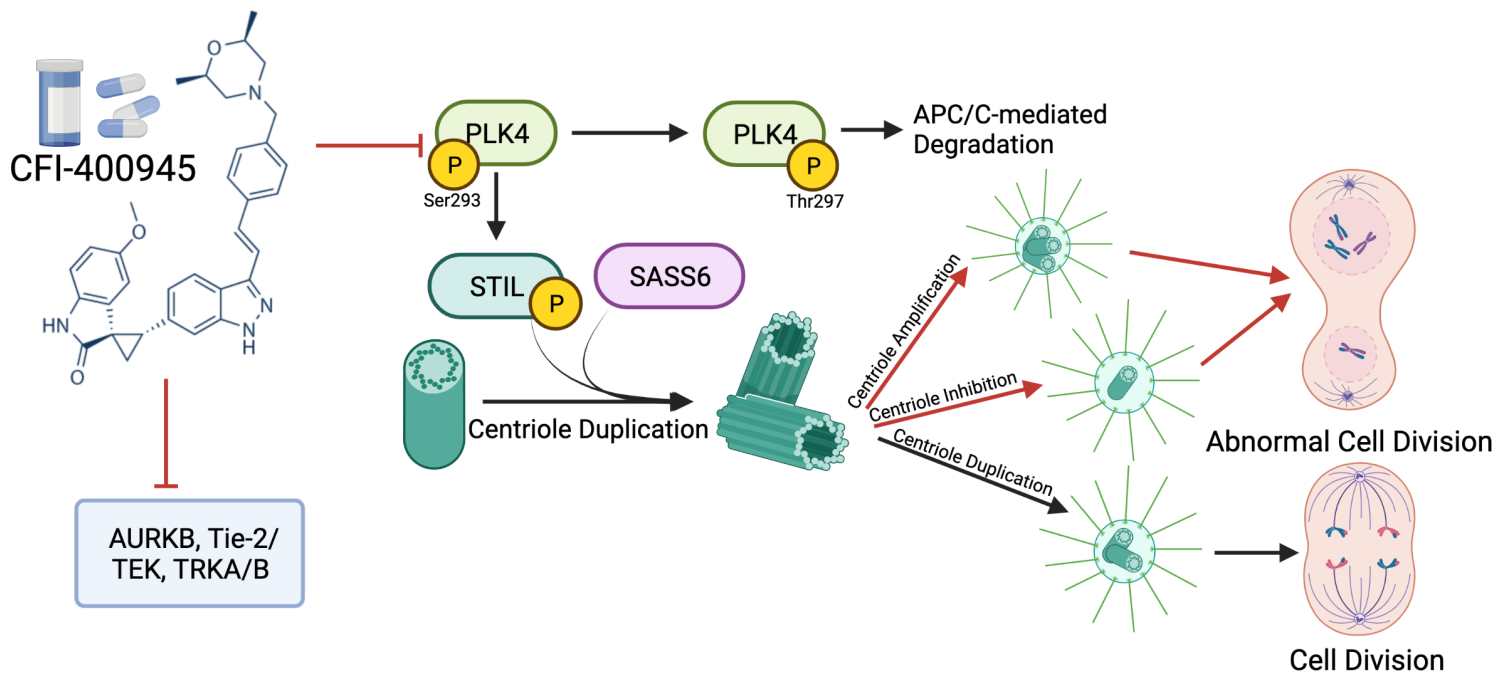 CFI-400945
O
N
O
HN
O
N
N
H
AURKB, Tie-2/
TEK, TRKA/B
PLK4
P
Ser293
PLK4
P
Thr297
APC/C-mediated
Degradation
STIL
P
SASS6
Centriole Duplication
Centriole Amplification
Centriole Inhibition
Centriole Duplication
Abnormal Cell Division
Cell Division